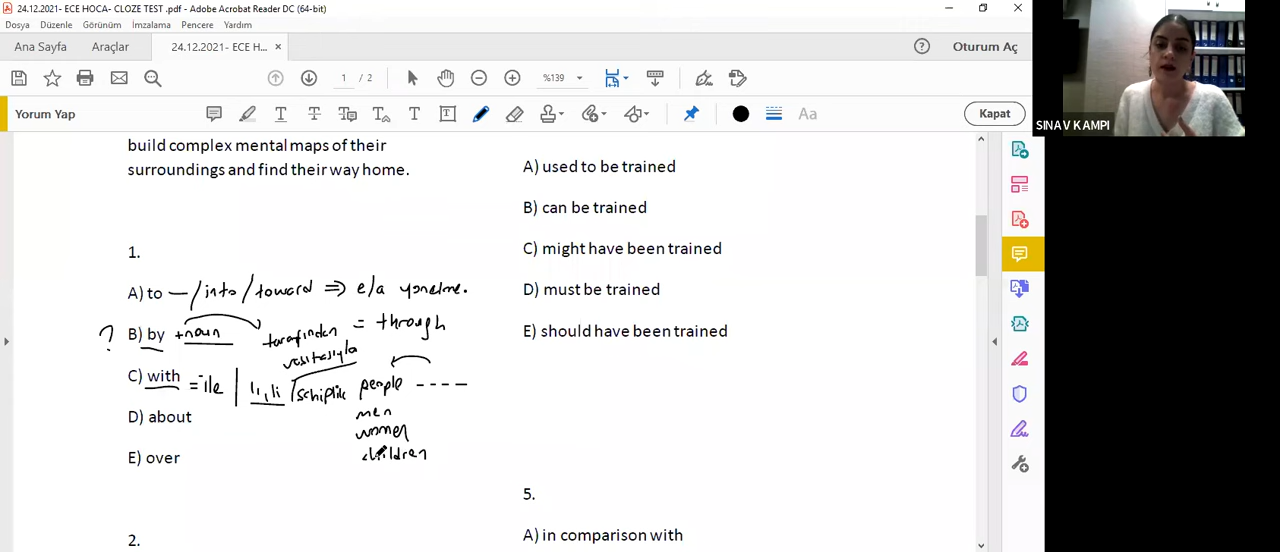 24.12.2021- ECE HOCA- CLOZE TEST .pdf - Adobe Acrobat Reader DC (64-bit)
Dosya Düzenle Görünüm İmzalama Pencere Yardım
Ana Sayfa Araçlar 24.12.2021- ECE H... × Oturum Aç
1 / 2 %139
Yorum Yap Aa Kapat
SINAV KAMPI
build complex mental maps of their
surroundings and find their way home.
1.
A) to — /into /toward ⇒ e/a yönelme.
B) by +noun tarafından = through
vasıtasıyla
?
C) with = ile | lı, li /sahiplik people ----
men
women
children
D) about
E) over
2.
A) used to be trained
B) can be trained
C) might have been trained
D) must be trained
E) should have been trained
5.
A) in comparison with